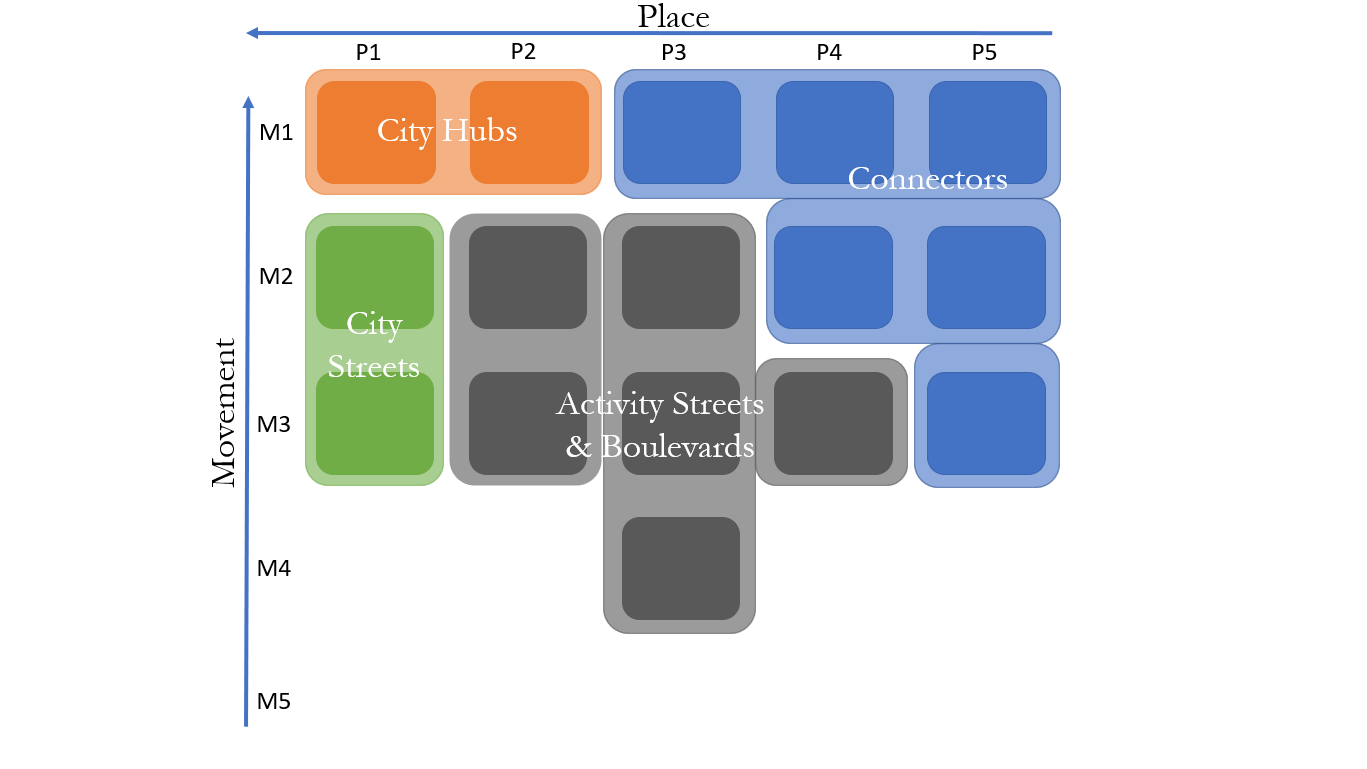 Place
P1 P2 P3 P4 P5
M1
City Hubs
Connectors
M2
City
Streets
Movement
M3
Activity Streets
& Boulevards
M4
M5